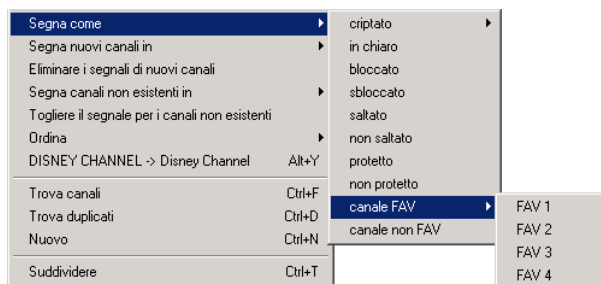 Segna come
Segna nuovi canali in
Eliminare i segnali di nuovi canali
Segna canali non esistenti in
Togliere il segnale per i canali non esistenti
Ordina
DISNEY CHANNEL -> Disney Channel Alt+Y
Trova canali Ctrl+F
Trova duplicati Ctrl+D
Nuovo Ctrl+N
Suddividere Ctrl+T
criptato
in chiaro
bloccato
sbloccato
saltato
non saltato
protetto
non protetto
canale FAV
canale non FAV
FAV 1
FAV 2
FAV 3
FAV 4